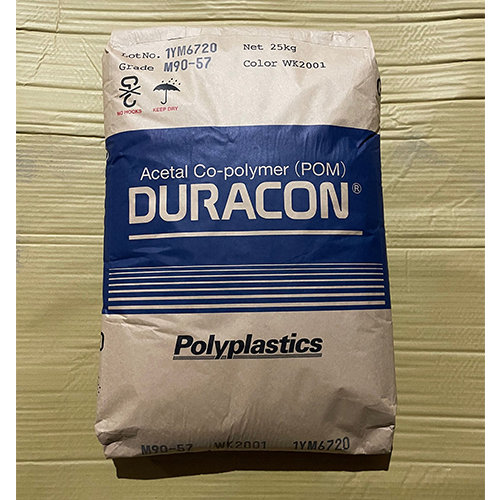 Lot No. 1YM6720 Net 25kg
Grade M90-57 Color WK2001
NO HOOKS KEEP DRY
Acetal Co-polymer (POM)
DURACON®
Polyplastics
M90-57 WK2001 1YM6720